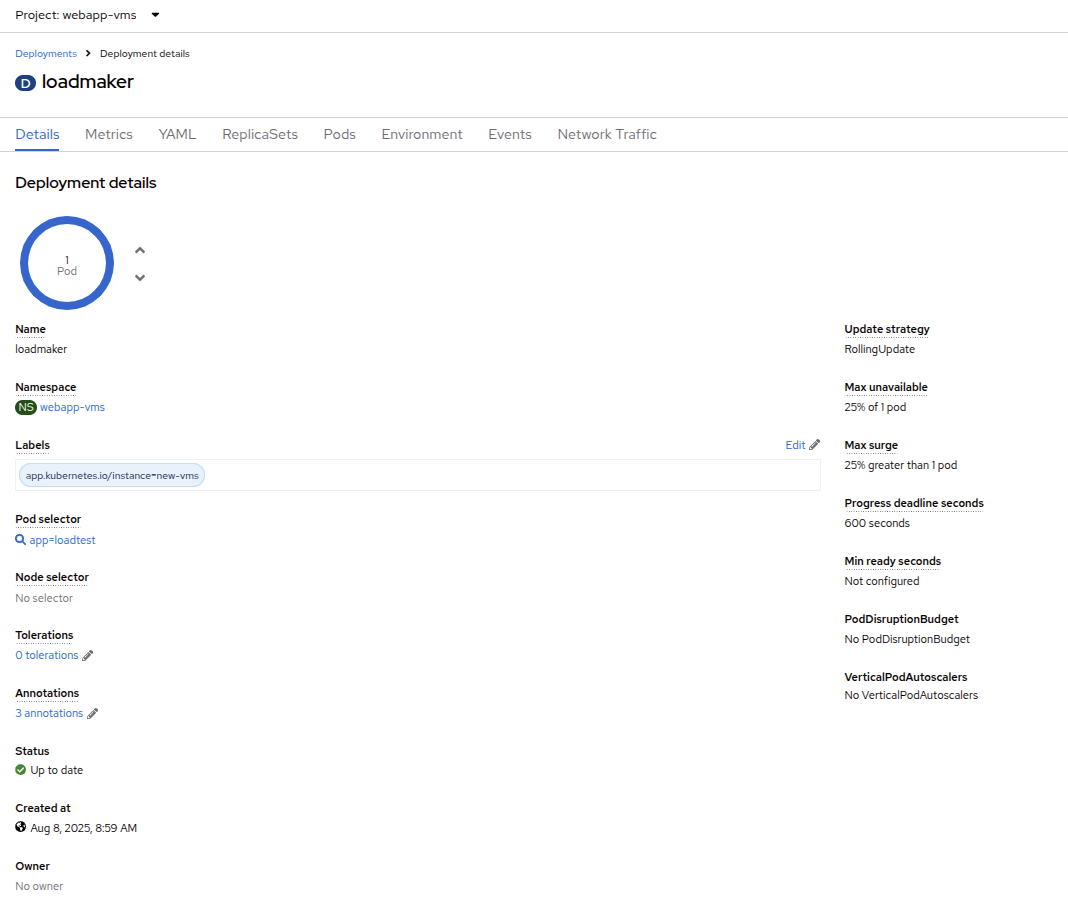 Project: webapp-vms
Deployments > Deployment details
D loadmaker
Details Metrics YAML ReplicaSets Pods Environment Events Network Traffic
Deployment details
1
Pod
Name
loadmaker
Namespace
NS webapp-vms
Labels
Edit
app.kubernetes.io/instance=new-vms
Pod selector
app=loadtest
Node selector
No selector
Tolerations
0 tolerations
Annotations
3 annotations
Status
Up to date
Created at
Aug 8, 2025, 8:59 AM
Owner
No owner
Update strategy
RollingUpdate
Max unavailable
25% of 1 pod
Max surge
25% greater than 1 pod
Progress deadline seconds
600 seconds
Min ready seconds
Not configured
PodDisruptionBudget
No PodDisruptionBudget
VerticalPodAutoscalers
No VerticalPodAutoscalers